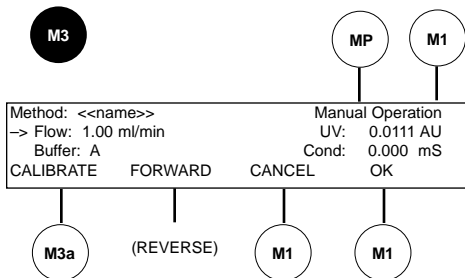 M3
MP M1
Method: <<name>> Manual Operation
–> Flow: 1.00 ml/min UV: 0.0111 AU
Buffer: A Cond: 0.000 mS
CALIBRATE FORWARD CANCEL OK
M3a (REVERSE) M1 M1